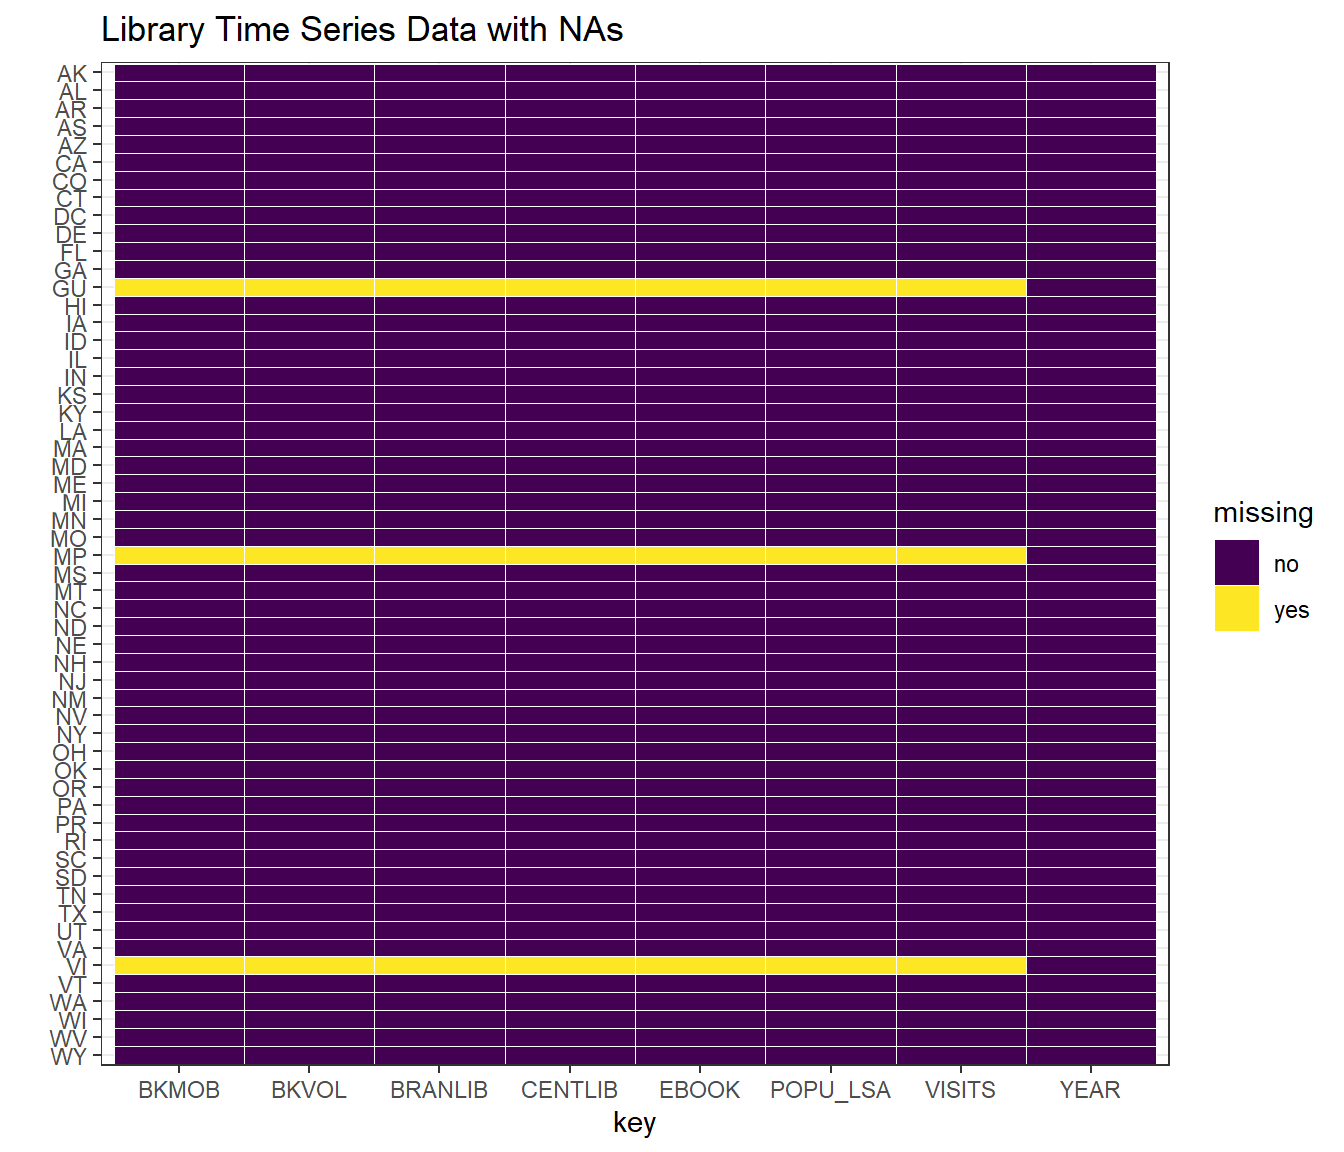 Library Time Series Data with NAs
AK
AL
AR
AS
AZ
CA
CO
CT
DC
DE
FL
GA
GU
HI
IA
ID
IL
IN
KS
KY
LA
MA
MD
ME
MI
MN
MO
MP
MS
MT
NC
ND
NE
NH
NJ
NM
NV
NY
OH
OK
OR
PA
PR
RI
SC
SD
TN
TX
UT
VA
VI
VT
WA
WI
WV
WY
BKMOB BKVOL BRANLIB CENTLIB EBOOK POPU_LSA VISITS YEAR
key
missing
no
yes